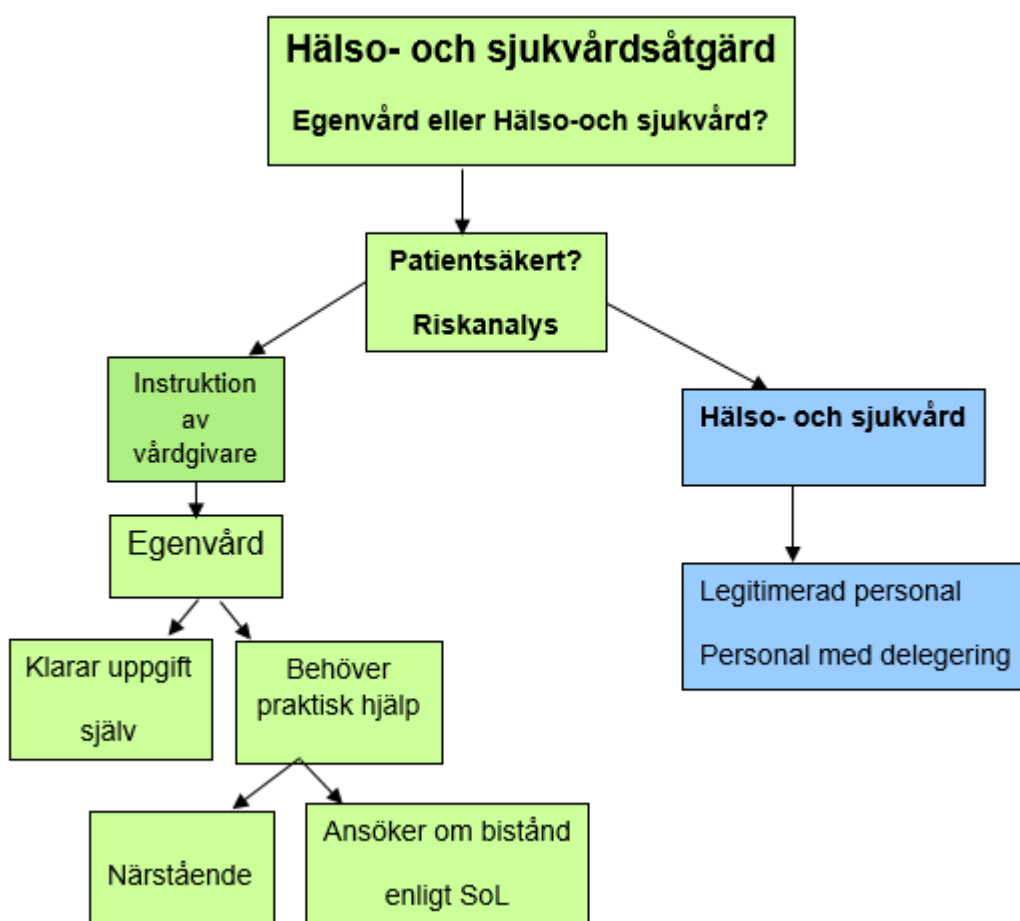 Hälso- och sjukvårdsåtgärd
Egenvård eller Hälso-och sjukvård?
Patientsäkert?
Riskanalys
Instruktion
av
vårdgivare
Hälso- och sjukvård
Egenvård
Legitimerad personal
Personal med delegering
Klarar uppgift
själv
Behöver
praktisk hjälp
Närstående
Ansöker om bistånd
enligt SoL